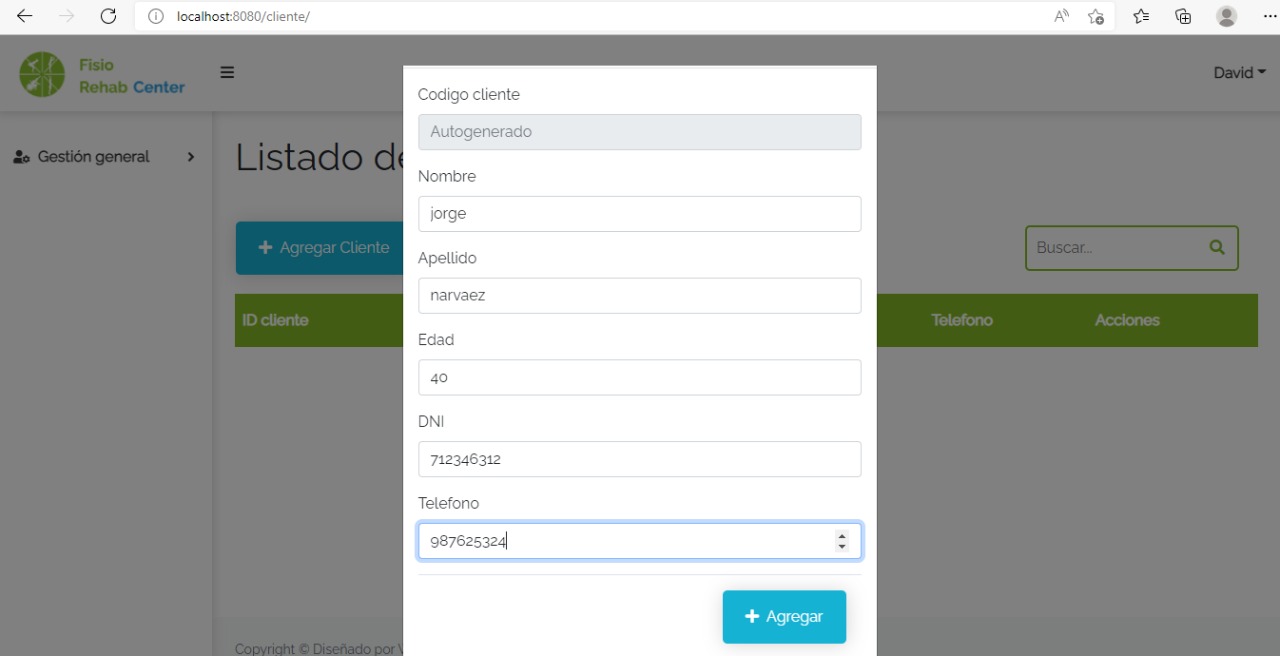 localhost:8080/cliente/
Fisio
Rehab Center
David
Gestión general
Listado de
Agregar Cliente
Buscar...
ID cliente
Telefono
Acciones
Codigo cliente
Autogenerado
Nombre
jorge
Apellido
narvaez
Edad
40
DNI
712346312
Telefono
987625324
Agregar
Copyright © Diseñado por